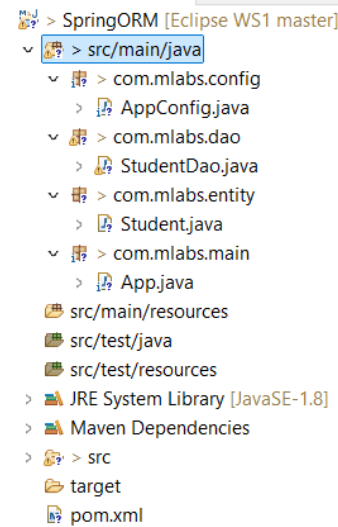 > SpringORM [Eclipse WS1 master]
> src/main/java
> com.mlabs.config
AppConfig.java
> com.mlabs.dao
StudentDao.java
> com.mlabs.entity
Student.java
> com.mlabs.main
App.java
src/main/resources
src/test/java
src/test/resources
JRE System Library [JavaSE-1.8]
Maven Dependencies
> src
target
pom.xml